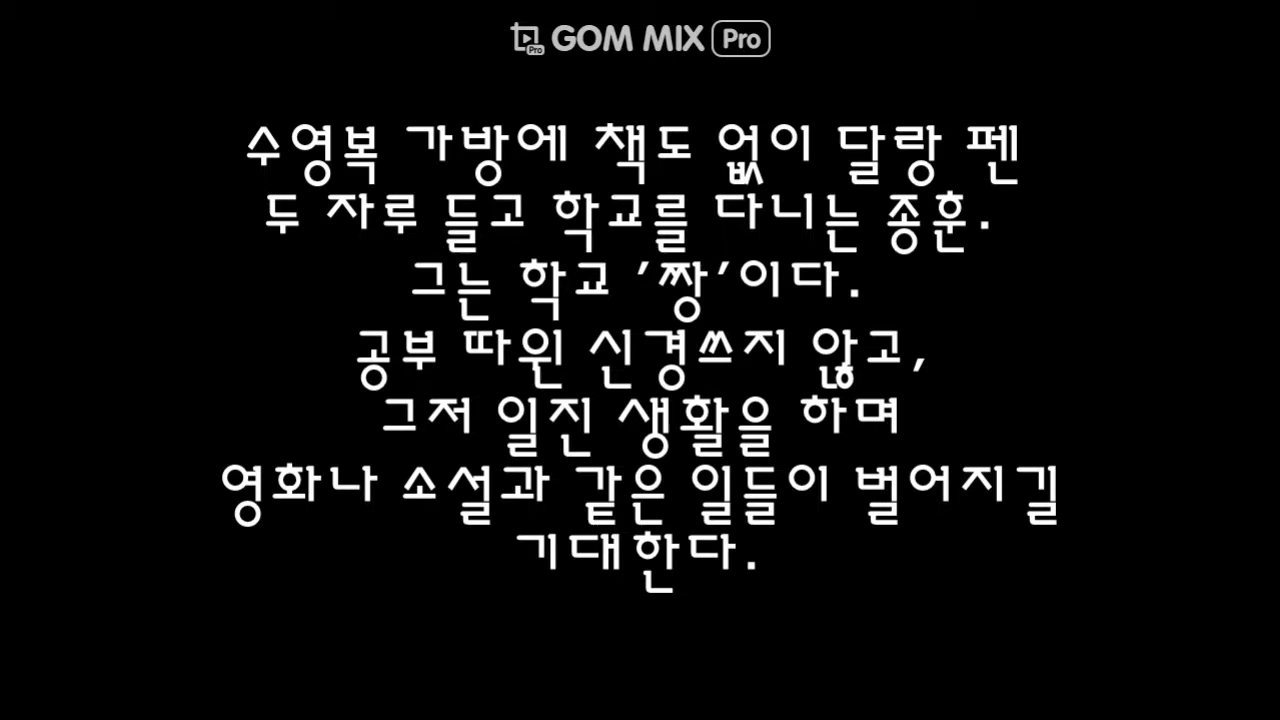 GOM MIX Pro
수영복 가방에 책도 없이 달랑 펜
두 자루 들고 학교를 다니는 종훈.
그는 학교 '짱'이다.
공부 따윈 신경쓰지 않고,
그저 일진 생활을 하며
영화나 소설과 같은 일들이 벌어지길
기대한다.